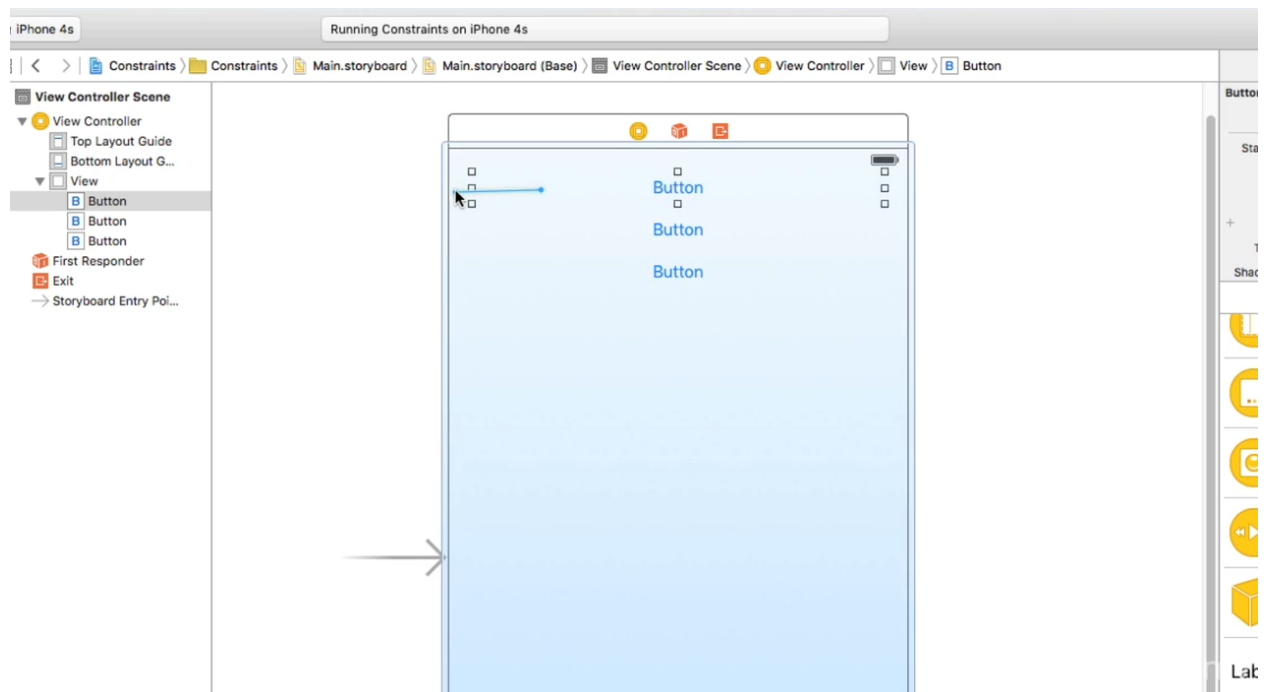 iPhone 4s
Running Constraints on iPhone 4s
Constraints
Constraints
Main.storyboard
Main.storyboard (Base)
View Controller Scene
View Controller
View
B Button
View Controller Scene
View Controller
Top Layout Guide
Bottom Layout G...
View
B Button
B Button
B Button
First Responder
Exit
Storyboard Entry Poi...
Button
Button
Button